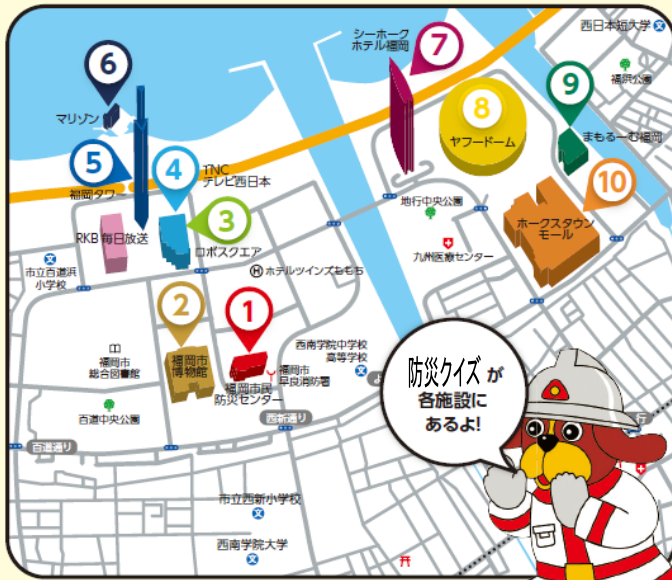 西日本短大学
福浜公園
シーホーク
ホテル福岡
7
6
9
マリゾン
8
ヤフードーム
まもるーむ福岡
5
4
TNC
テレビ西日本
福岡タワー
3
10
地行中央公園
ホークスタウン
モール
RKB毎日放送
ロボスクエア
九州医療センター
市立百道浜
小学校
Hホテルツインズももち
2
1
福岡市
総合図書館
福岡市
博物館
福岡市民
防災センター
福岡市
早良消防署
西南学院中学校
高等学校
よ
防災クイズ が
各施設に
あるよ!
百道中央公園
西新通り
百道通り
行
市立西新小学校
文
西南学院大学
文